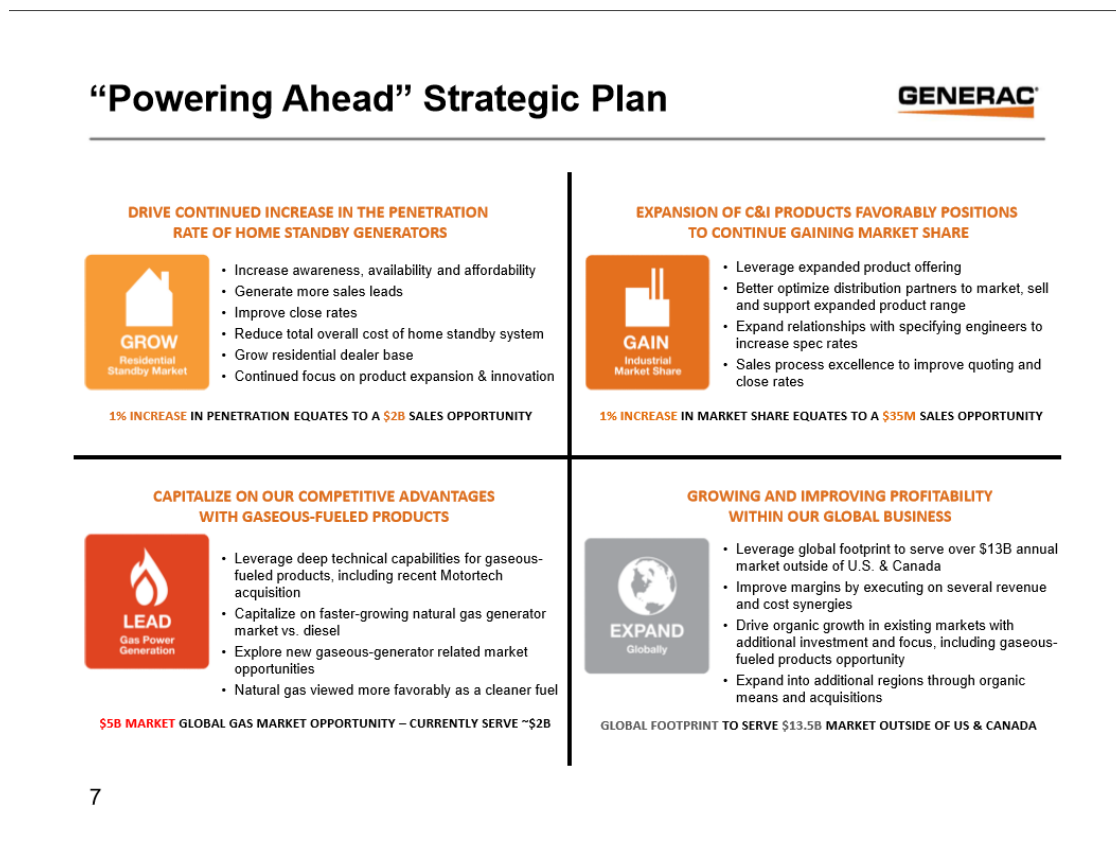 “Powering Ahead” Strategic Plan
GENERAC
DRIVE CONTINUED INCREASE IN THE PENETRATION
RATE OF HOME STANDBY GENERATORS
GROW
Residential
Standby Market
• Increase awareness, availability and affordability
• Generate more sales leads
• Improve close rates
• Reduce total overall cost of home standby system
• Grow residential dealer base
• Continued focus on product expansion & innovation
1% INCREASE IN PENETRATION EQUATES TO A $2B SALES OPPORTUNITY
EXPANSION OF C&I PRODUCTS FAVORABLY POSITIONS
TO CONTINUE GAINING MARKET SHARE
GAIN
Industrial
Market Share
• Leverage expanded product offering
• Better optimize distribution partners to market, sell
and support expanded product range
• Expand relationships with specifying engineers to
increase spec rates
• Sales process excellence to improve quoting and
close rates
1% INCREASE IN MARKET SHARE EQUATES TO A $35M SALES OPPORTUNITY
CAPITALIZE ON OUR COMPETITIVE ADVANTAGES
WITH GASEOUS-FUELED PRODUCTS
LEAD
Gas Power
Generation
• Leverage deep technical capabilities for gaseous-
fueled products, including recent Motortech
acquisition
• Capitalize on faster-growing natural gas generator
market vs. diesel
• Explore new gaseous-generator related market
opportunities
• Natural gas viewed more favorably as a cleaner fuel
$5B MARKET GLOBAL GAS MARKET OPPORTUNITY – CURRENTLY SERVE ~$2B
GROWING AND IMPROVING PROFITABILITY
WITHIN OUR GLOBAL BUSINESS
EXPAND
Globally
• Leverage global footprint to serve over $13B annual
market outside of U.S. & Canada
• Improve margins by executing on several revenue
and cost synergies
• Drive organic growth in existing markets with
additional investment and focus, including gaseous-
fueled products opportunity
• Expand into additional regions through organic
means and acquisitions
GLOBAL FOOTPRINT TO SERVE $13.5B MARKET OUTSIDE OF US & CANADA
7